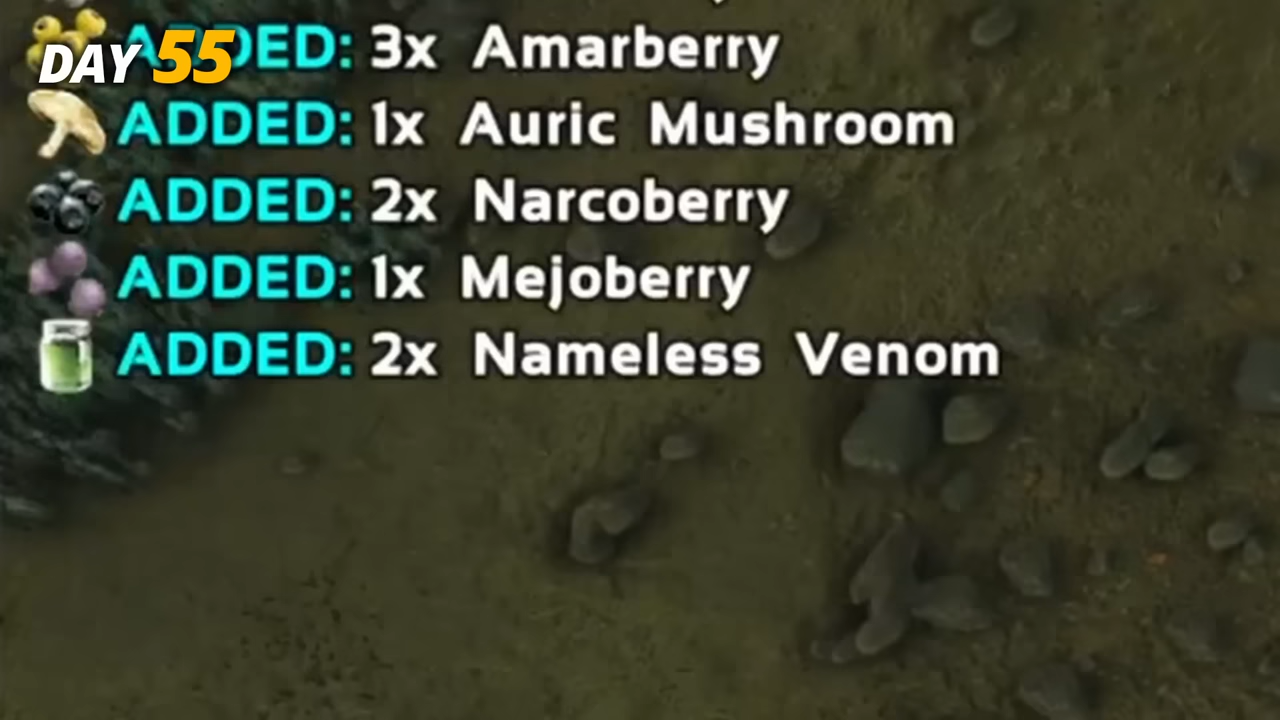 DAY 55
ADDED: 3x Amarberry
ADDED: 1x Auric Mushroom
ADDED: 2x Narcoberry
ADDED: 1x Mejoberry
ADDED: 2x Nameless Venom